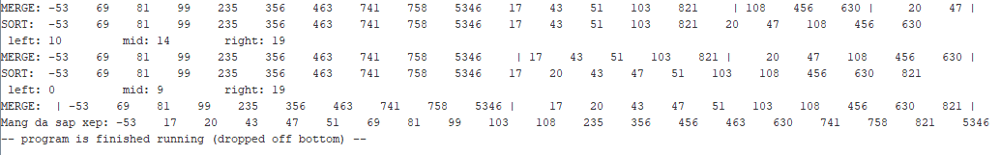 MERGE: -53 69 81 99 235 356 463 741 758 5346 17 43 51 103 821 | 108 456 630 | 20 47 |
SORT: -53 69 81 99 235 356 463 741 758 5346 17 43 51 103 821 20 47 108 456 630
left: 10 mid: 14 right: 19
MERGE: -53 69 81 99 235 356 463 741 758 5346 | 17 43 51 103 821 | 20 47 108 456 630 |
SORT: -53 69 81 99 235 356 463 741 758 5346 17 20 43 47 51 103 108 456 630 821
left: 0 mid: 9 right: 19
MERGE: | -53 69 81 99 235 356 463 741 758 5346 | 17 20 43 47 51 103 108 456 630 821 |
Mang da sap xep: -53 17 20 43 47 51 69 81 99 103 108 235 356 456 463 630 741 758 821 5346
-- program is finished running (dropped off bottom) --